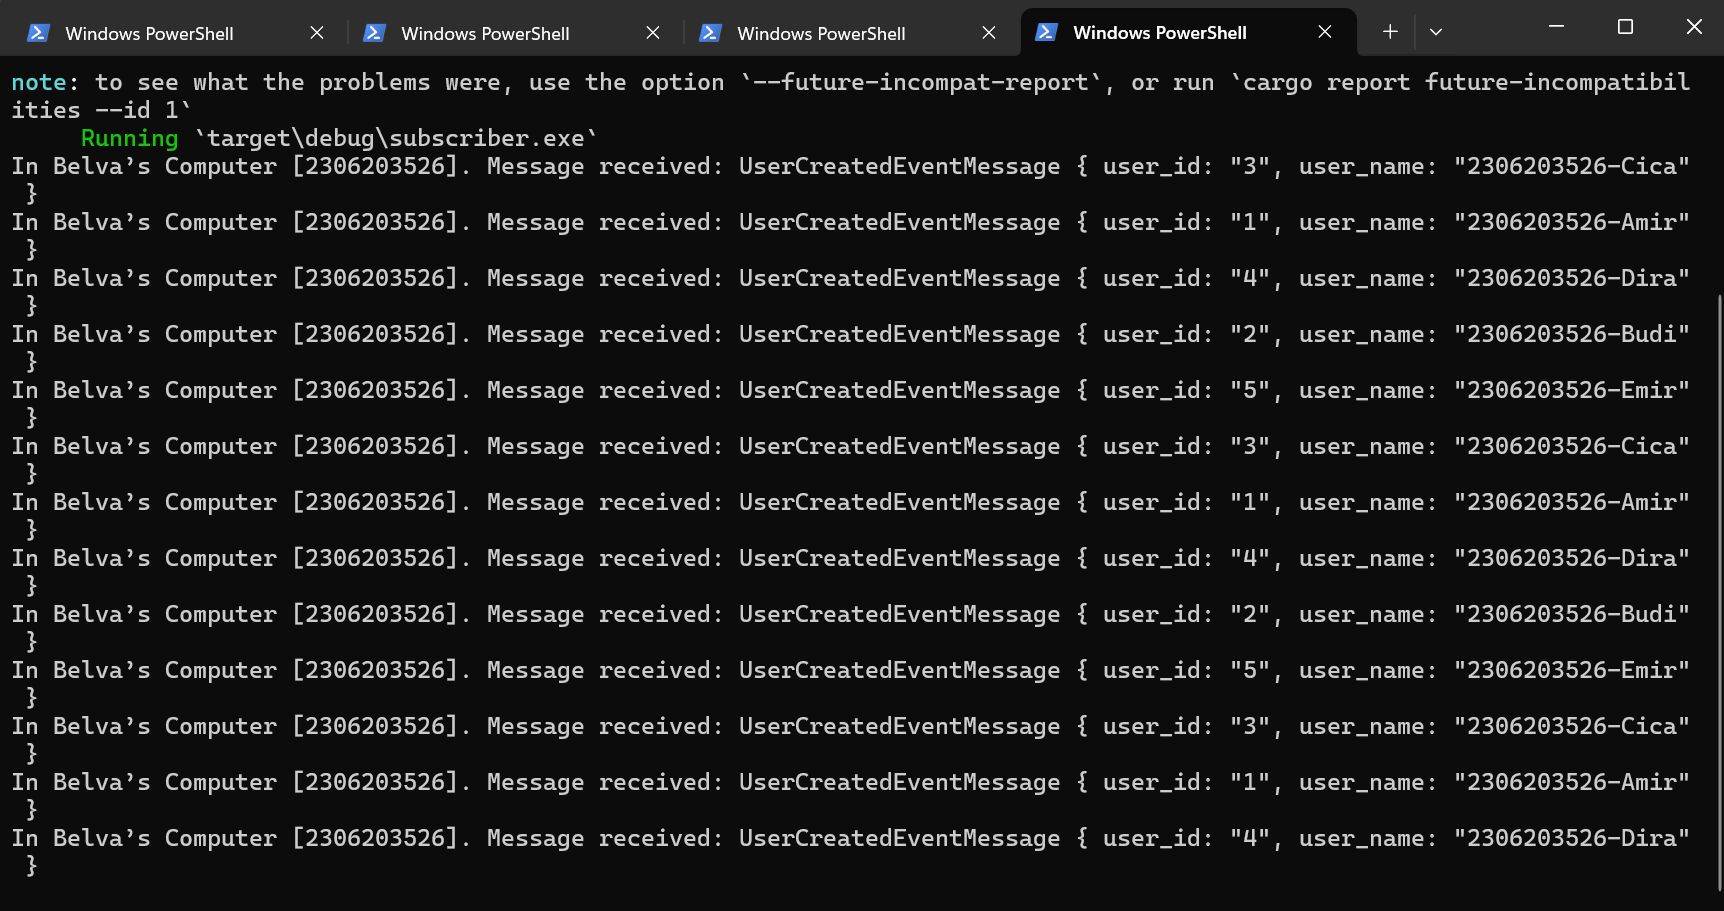 Windows PowerShell Windows PowerShell Windows PowerShell Windows PowerShell
note: to see what the problems were, use the option `--future-incompat-report`, or run `cargo report future-incompatibil
ities --id 1`
     Running `target\debug\subscriber.exe`
In Belva’s Computer [2306203526]. Message received: UserCreatedEventMessage { user_id: "3", user_name: "2306203526-Cica"
 }
In Belva’s Computer [2306203526]. Message received: UserCreatedEventMessage { user_id: "1", user_name: "2306203526-Amir"
 }
In Belva’s Computer [2306203526]. Message received: UserCreatedEventMessage { user_id: "4", user_name: "2306203526-Dira"
 }
In Belva’s Computer [2306203526]. Message received: UserCreatedEventMessage { user_id: "2", user_name: "2306203526-Budi"
 }
In Belva’s Computer [2306203526]. Message received: UserCreatedEventMessage { user_id: "5", user_name: "2306203526-Emir"
 }
In Belva’s Computer [2306203526]. Message received: UserCreatedEventMessage { user_id: "3", user_name: "2306203526-Cica"
 }
In Belva’s Computer [2306203526]. Message received: UserCreatedEventMessage { user_id: "1", user_name: "2306203526-Amir"
 }
In Belva’s Computer [2306203526]. Message received: UserCreatedEventMessage { user_id: "4", user_name: "2306203526-Dira"
 }
In Belva’s Computer [2306203526]. Message received: UserCreatedEventMessage { user_id: "2", user_name: "2306203526-Budi"
 }
In Belva’s Computer [2306203526]. Message received: UserCreatedEventMessage { user_id: "5", user_name: "2306203526-Emir"
 }
In Belva’s Computer [2306203526]. Message received: UserCreatedEventMessage { user_id: "3", user_name: "2306203526-Cica"
 }
In Belva’s Computer [2306203526]. Message received: UserCreatedEventMessage { user_id: "1", user_name: "2306203526-Amir"
 }
In Belva’s Computer [2306203526]. Message received: UserCreatedEventMessage { user_id: "4", user_name: "2306203526-Dira"
 }